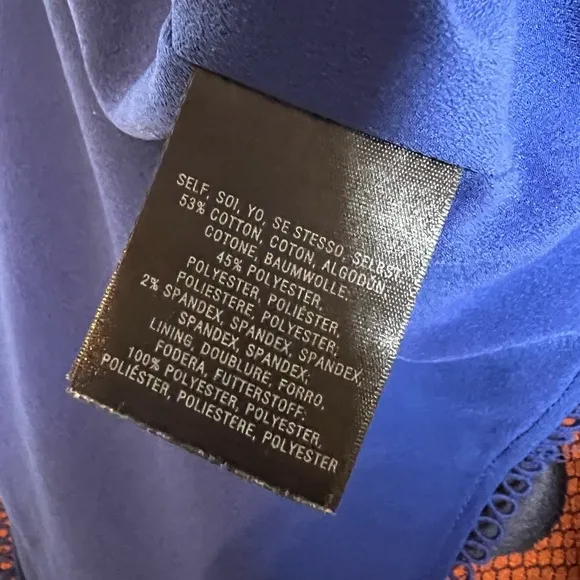 SELF, SOI, YO, SE STESSO, SELBST
53% COTTON, COTON, ALGODÓN,
COTONE, BAUMWOLLE.
45% POLYESTER,
POLYESTER, POLIÉSTER,
POLIESTERE, POLYESTER.
2% SPANDEX, SPANDEX, SPANDEX,
SPANDEX, SPANDEX.
LINING, DOUBLURE, FORRO,
FODERA, FUTTERSTOFF.
100% POLYESTER, POLYESTER,
POLIÉSTER, POLIESTERE, POLYESTER